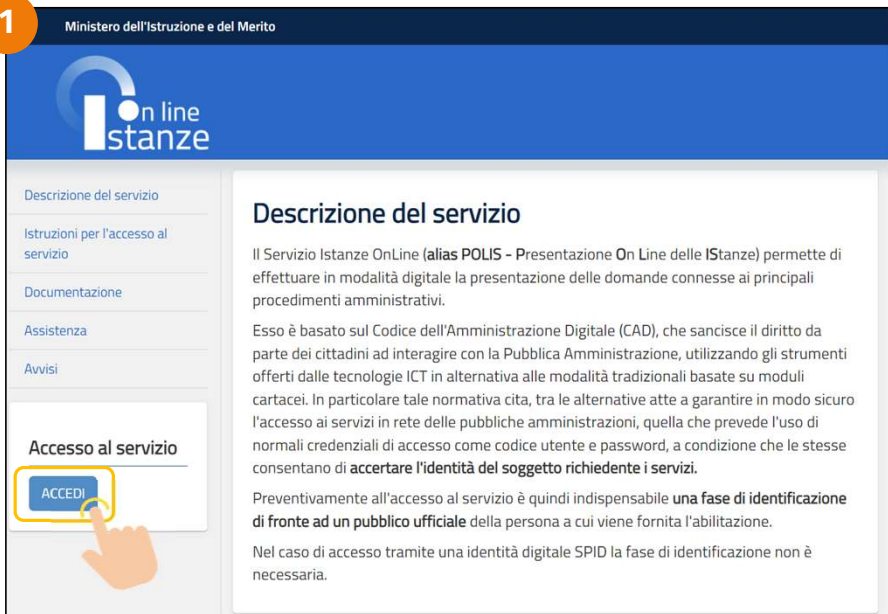 1
Ministero dell'Istruzione e del Merito
On line
Istanze
Descrizione del servizio
Istruzioni per l'accesso al
servizio
Documentazione
Assistenza
Avvisi
Accesso al servizio
ACCEDI
Descrizione del servizio
Il Servizio Istanze OnLine (alias POLIS - Presentazione On Line delle IStanze) permette di
effettuare in modalità digitale la presentazione delle domande connesse ai principali
procedimenti amministrativi.
Esso è basato sul Codice dell'Amministrazione Digitale (CAD), che sancisce il diritto da
parte dei cittadini ad interagire con la Pubblica Amministrazione, utilizzando gli strumenti
offerti dalle tecnologie ICT in alternativa alle modalità tradizionali basate su moduli
cartacei. In particolare tale normativa cita, tra le alternative atte a garantire in modo sicuro
l'accesso ai servizi in rete delle pubbliche amministrazioni, quella che prevede l'uso di
normali credenziali di accesso come codice utente e password, a condizione che le stesse
consentano di accertare l'identità del soggetto richiedente i servizi.
Preventivamente all'accesso al servizio è quindi indispensabile una fase di identificazione
di fronte ad un pubblico ufficiale della persona a cui viene fornita l'abilitazione.
Nel caso di accesso tramite una identità digitale SPID la fase di identificazione non è
necessaria.